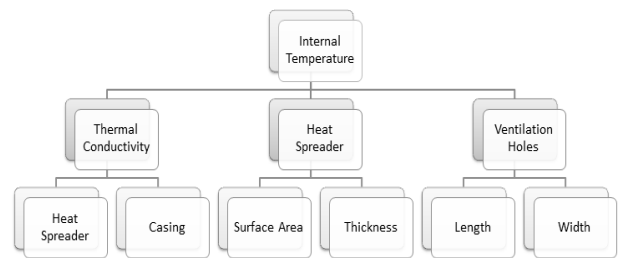 Internal
Temperature
Thermal
Conductivity
Heat
Spreader
Ventilation
Holes
Heat
Spreader
Casing
Surface Area
Thickness
Length
Width